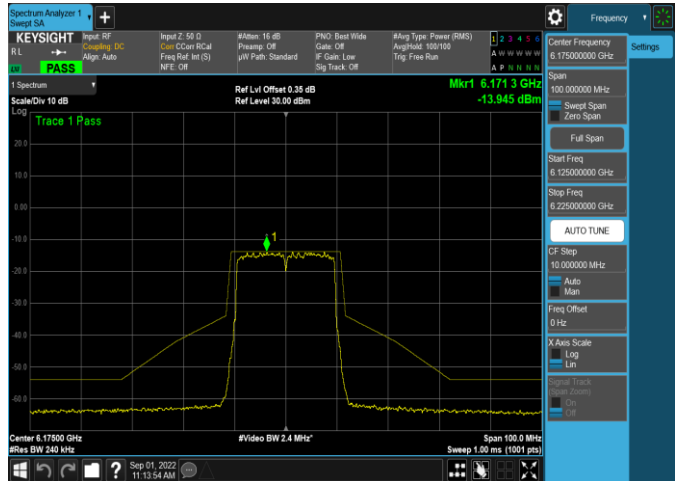 Spectrum Analyzer 1
Swept SA
+
Frequency
KEYSIGHT
RL
PASS
Input: RF
Coupling: DC
Align: Auto
Input Z: 50 Ω
Corr CCorr RCal
Freq Ref: Int (S)
NFE: Off
#Atten: 16 dB
Preamp: Off
µW Path: Standard
PNO: Best Wide
Gate: Off
IF Gain: Low
Sig Track: Off
#Avg Type: Power (RMS)
Avg|Hold: 100/100
Trig: Free Run
1 2 3 4 5 6
A W W W W W
A P N N N N
1 Spectrum
Scale/Div 10 dB
Log
Ref Lvl Offset 0.35 dB
Ref Level 30.00 dBm
Mkr1 6.171 3 GHz
-13.945 dBm
Trace 1 Pass
20.0
10.0
0.00
-10.0
-20.0
-30.0
-40.0
-50.0
-60.0
1
Center 6.17500 GHz
#Res BW 240 kHz
#Video BW 2.4 MHz*
Span 100.0 MHz
Sweep 1.00 ms (1001 pts)
?
Sep 01, 2022
11:13:54 AM
Settings
Center Frequency
6.175000000 GHz
Span
100.000000 MHz
Swept Span
Zero Span
Full Span
Start Freq
6.125000000 GHz
Stop Freq
6.225000000 GHz
AUTO TUNE
CF Step
10.000000 MHz
Auto
Man
Freq Offset
0 Hz
X Axis Scale
Log
Lin
Signal Track
(Span Zoom)
On
Off